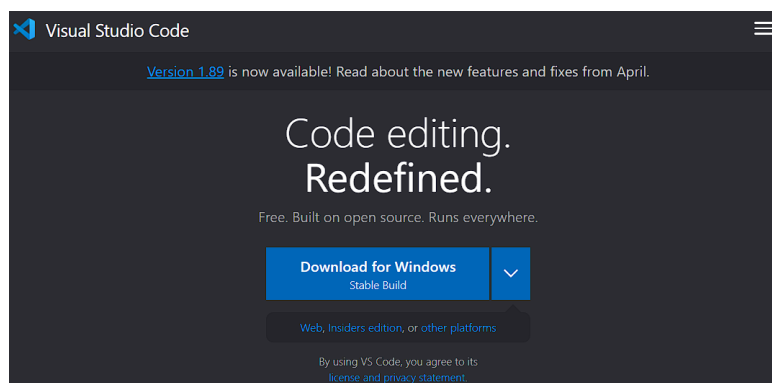 Visual Studio Code
Version 1.89 is now available! Read about the new features and fixes from April.
Code editing.
Redefined.
Free. Built on open source. Runs everywhere.
Download for Windows
Stable Build
Web, Insiders edition, or other platforms
By using VS Code, you agree to its
license and privacy statement.